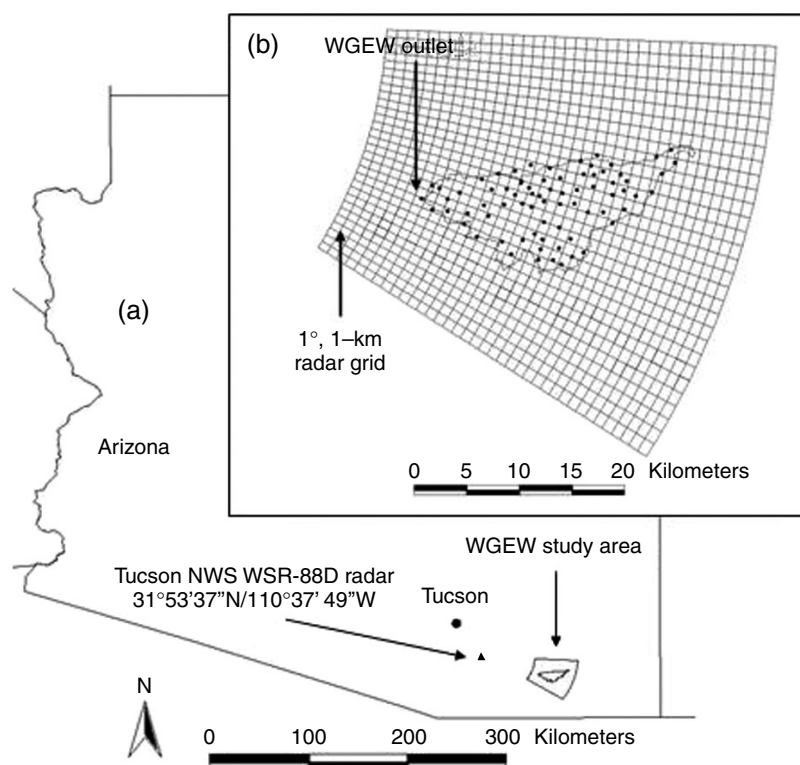 (b)
WGEW outlet
1°, 1–km
radar grid
0 5 10 15 20 Kilometers
(a)
Arizona
WGEW study area
Tucson NWS WSR-88D radar
31°53’37”N/110°37’ 49”W
Tucson
N
0 100 200 300 Kilometers